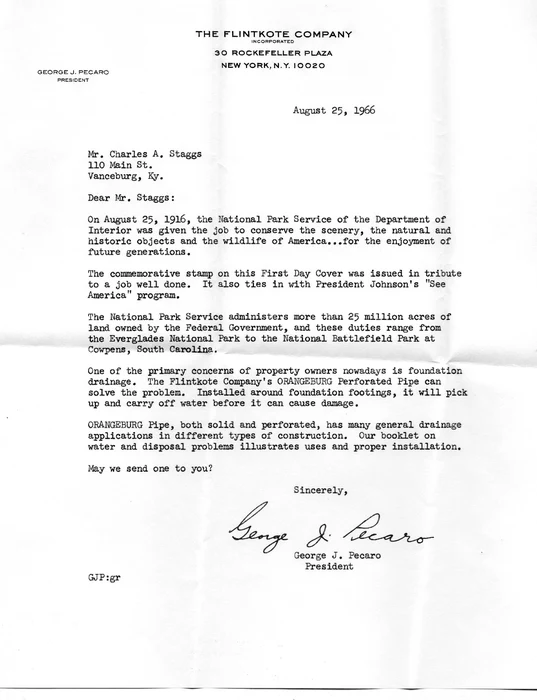 THE FLINTKOTE COMPANY
INCORPORATED
30 ROCKEFELLER PLAZA
NEW YORK, N.Y. 10020
GEORGE J. PECARO
PRESIDENT
August 25, 1966
Mr. Charles A. Staggs
110 Main St.
Vanceburg, Ky.
Dear Mr. Staggs:
On August 25, 1916, the National Park Service of the Department of
Interior was given the job to conserve the scenery, the natural and
historic objects and the wildlife of America...for the enjoyment of
future generations.
The commemorative stamp on this First Day Cover was issued in tribute
to a job well done. It also ties in with President Johnson's "See
America" program.
The National Park Service administers more than 25 million acres of
land owned by the Federal Government, and these duties range from
the Everglades National Park to the National Battlefield Park at
Cowpens, South Carolina.
One of the primary concerns of property owners nowadays is foundation
drainage. The Flintkote Company's ORANGEBURG Perforated Pipe can
solve the problem. Installed around foundation footings, it will pick
up and carry off water before it can cause damage.
ORANGEBURG Pipe, both solid and perforated, has many general drainage
applications in different types of construction. Our booklet on
water and disposal problems illustrates uses and proper installation.
May we send one to you?
Sincerely,
George J. Pecaro
George J. Pecaro
President
GJP:gr